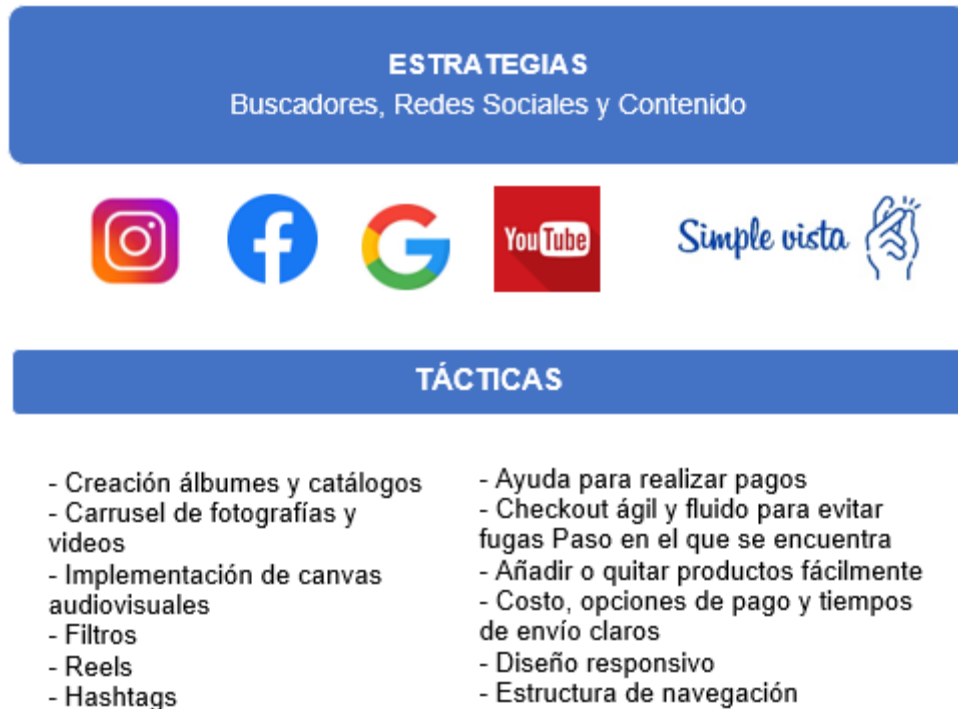 ESTRATEGIAS
Buscadores, Redes Sociales y Contenido
YouTube
Simple vista
TÁCTICAS
- Creación álbumes y catálogos
- Carrusel de fotografías y
videos
- Implementación de canvas
audiovisuales
- Filtros
- Reels
- Hashtags
- Ayuda para realizar pagos
- Checkout ágil y fluido para evitar
fugas Paso en el que se encuentra
- Añadir o quitar productos fácilmente
- Costo, opciones de pago y tiempos
de envío claros
- Diseño responsivo
- Estructura de navegación